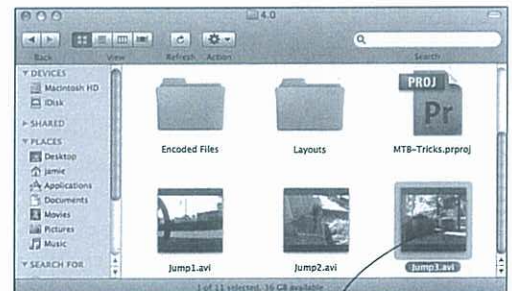 4.0
Back
View
Refresh
Action
Search
DEVICES
Macintosh HD
iDisk
SHARED
PLACES
Desktop
jamie
Applications
Documents
Movies
Pictures
Music
SEARCH FOR
Encoded Files
Layouts
PROJ
Pr
MTB-Tricks.prproj
Jump1.avi
Jump2.avi
Jump3.avi
1 of 11 selected, 16 GB available